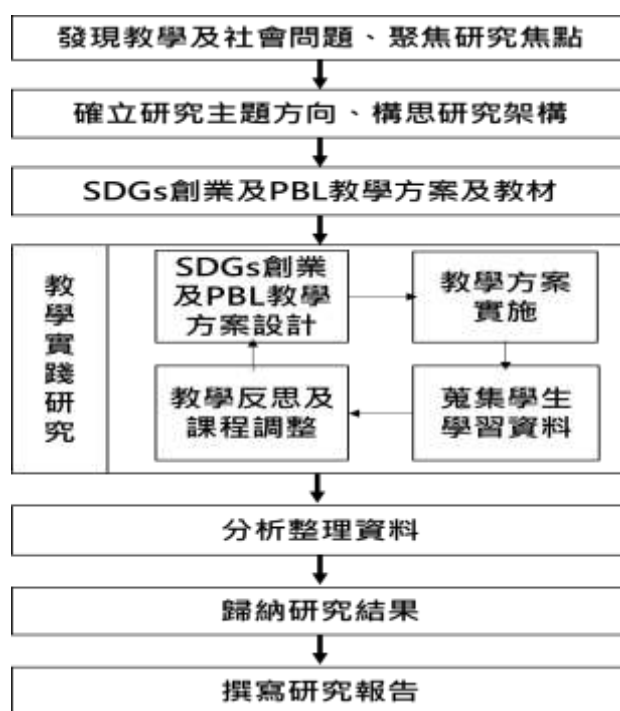 發現教學及社會問題、聚焦研究焦點
確立研究主題方向、構思研究架構
SDGs創業及PBL教學方案及教材
教
學
實
踐
研
究
SDGs創業
及PBL教學
方案設計
教學方案
實施
教學反思及
課程調整
蒐集學生
學習資料
分析整理資料
歸納研究結果
撰寫研究報告